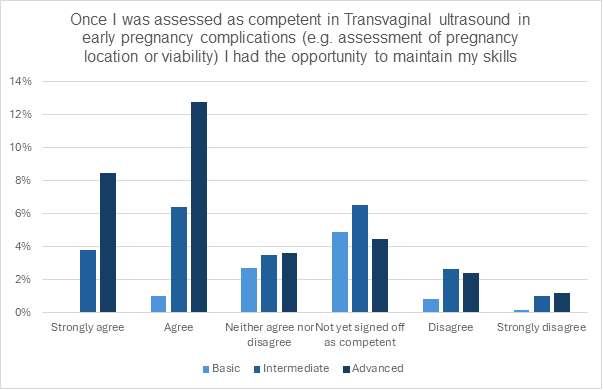 Once I was assessed as competent in Transvaginal ultrasound in
early pregnancy complications (e.g. assessment of pregnancy
location or viability) I had the opportunity to maintain my skills
14%
12%
10%
8%
6%
4%
2%
0%
Strongly agree
Agree
Neither agree nor
disagree
Not yet signed off
as competent
Disagree
Strongly disagree
Basic
Intermediate
Advanced